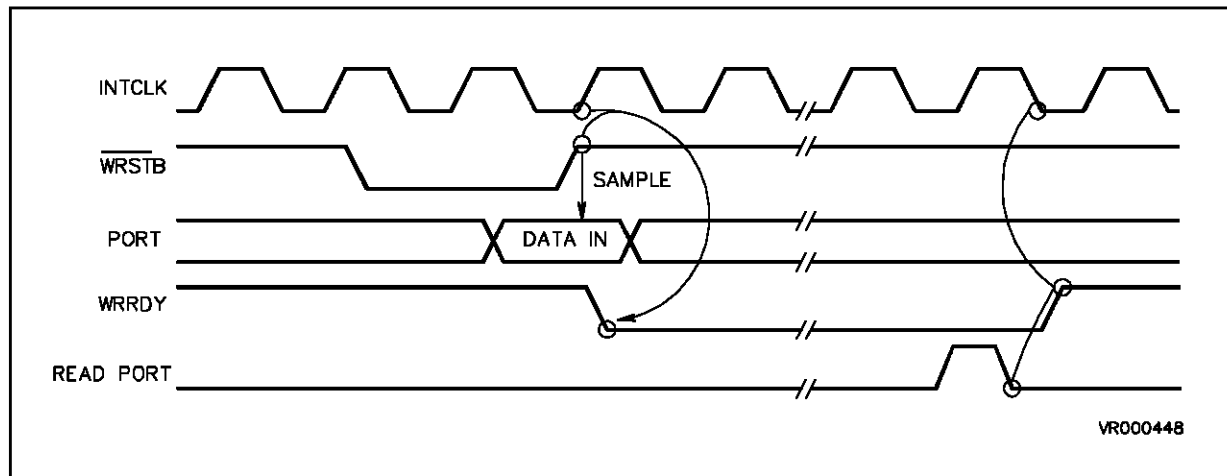 INTCLK
WRSTB
SAMPLE
PORT
DATA IN
WRRDY
READ PORT
VR000448